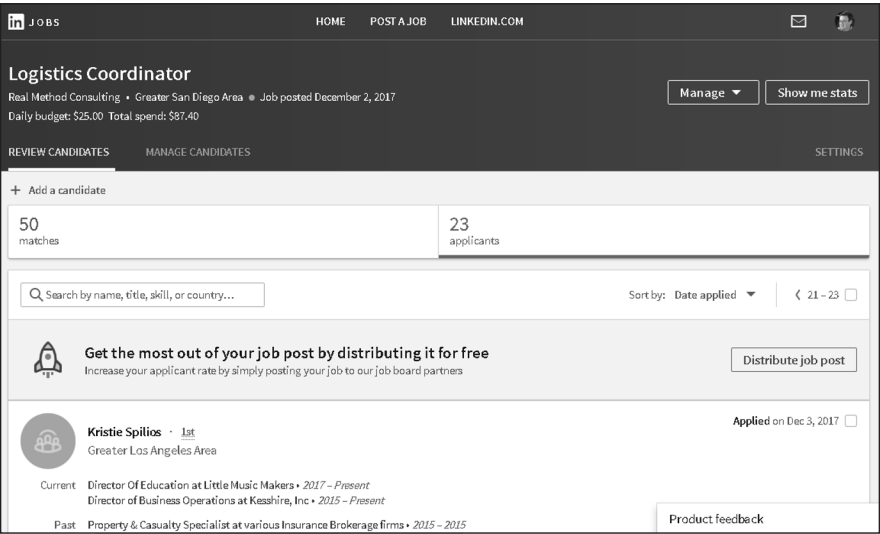 in JOBS HOME POST A JOB LINKEDIN.COM
Logistics Coordinator
Real Method Consulting • Greater San Diego Area • Job posted December 2, 2017
Manage Show me stats
Daily budget: $25.00 Total spend: $87.40
REVIEW CANDIDATES MANAGE CANDIDATES SETTINGS
+ Add a candidate
50 23
matches applicants
Search by name, title, skill, or country... Sort by: Date applied 21 – 23
Get the most out of your job post by distributing it for free
Increase your applicant rate by simply posting your job to our job board partners
Distribute job post
Kristie Spilios · 1st Applied on Dec 3, 2017
Greater Los Angeles Area
Current Director Of Education at Little Music Makers • 2017 – Present
Director of Business Operations at Kesshire, Inc • 2015 – Present
Past Property & Casualty Specialist at various Insurance Brokerage firms • 2015 – 2015
Product feedback